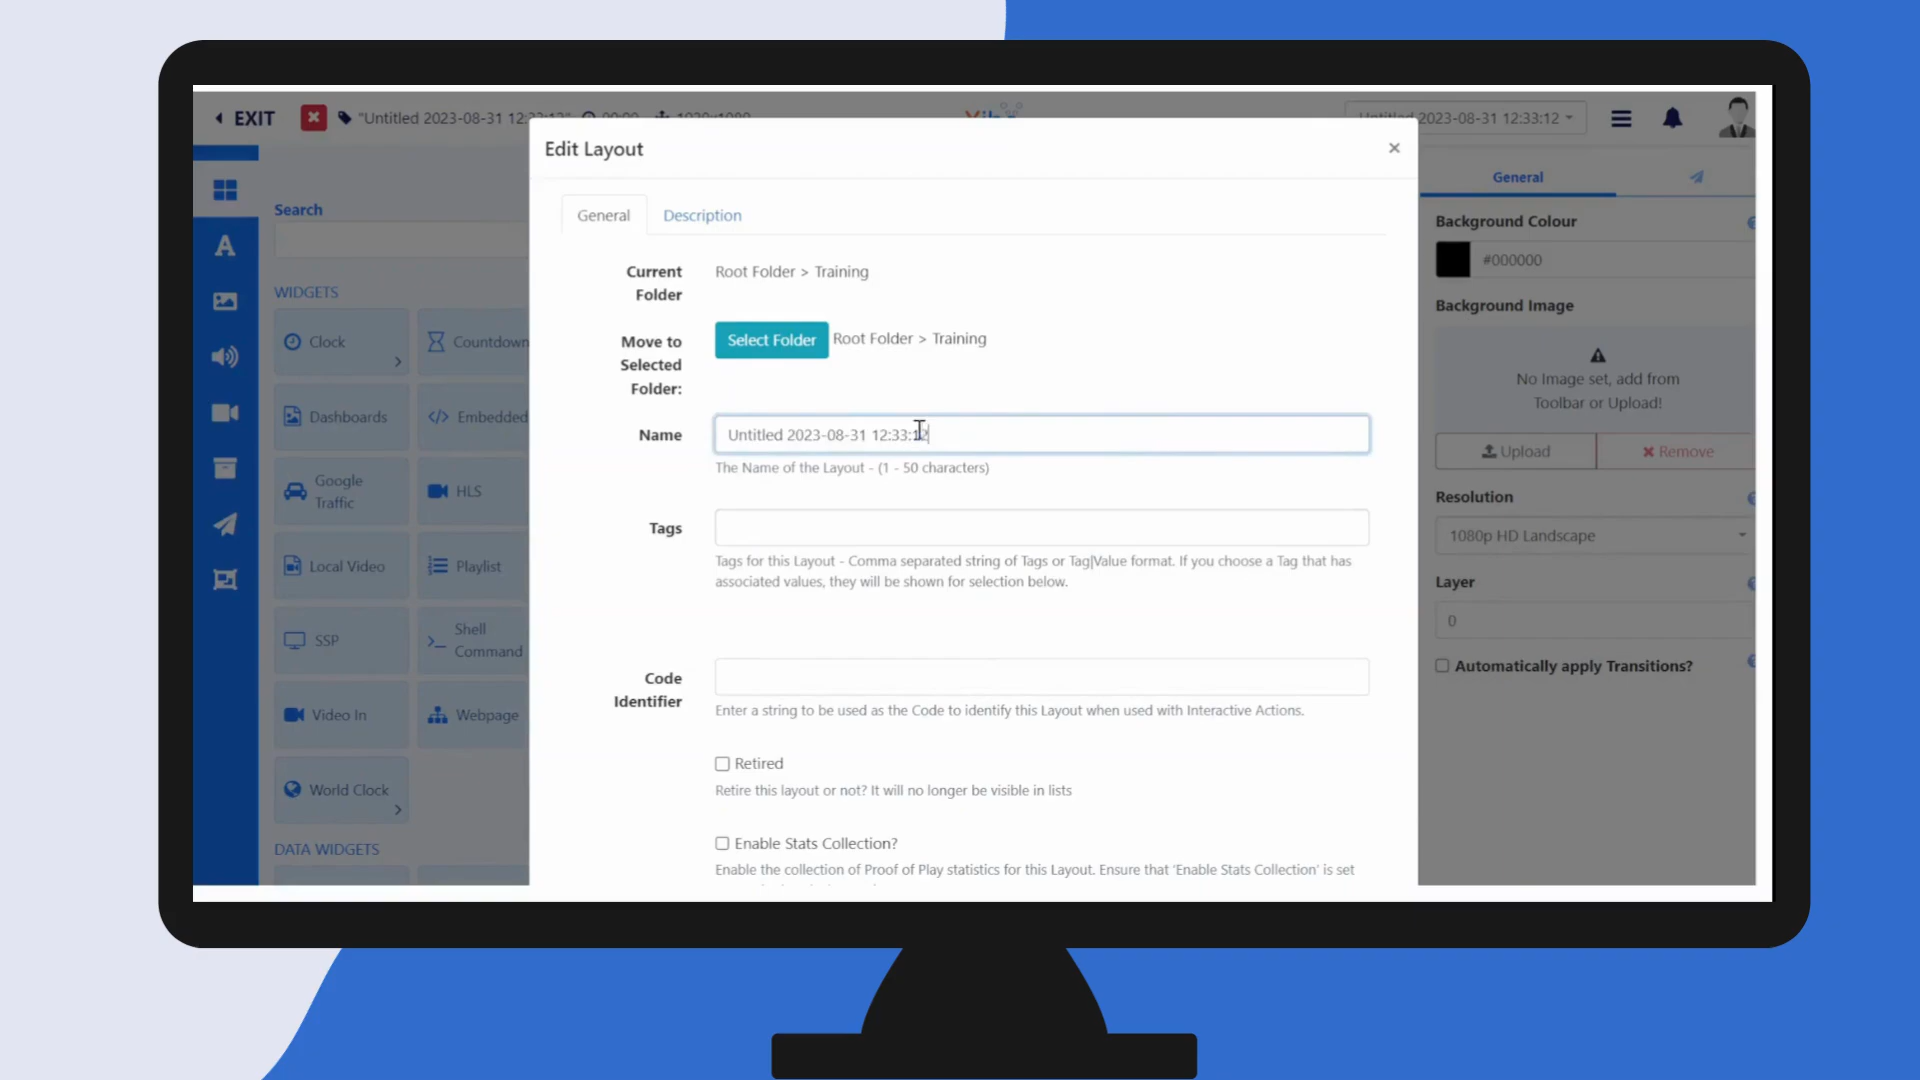 EXIT
"Untitled 2023-08-31
Untitled 2023-08-31 12:33:12
Edit Layout
General
Description
Current
Folder
Root Folder > Training
Move to
Selected
Folder:
Select Folder
Root Folder > Training
Name
Untitled 2023-08-31 12:33:12
The Name of the Layout - (1 - 50 characters)
Tags
Tags for this Layout - Comma separated string of Tags or Tag|Value format. If you choose a Tag that has
associated values, they will be shown for selection below.
Code
Identifier
Enter a string to be used as the Code to identify this Layout when used with Interactive Actions.
Retired
Retire this layout or not? It will no longer be visible in lists
Enable Stats Collection?
Enable the collection of Proof of Play statistics for this Layout. Ensure that 'Enable Stats Collection' is set
Search
WIDGETS
Clock
Countdown
Dashboards
Embedded
Google
Traffic
HLS
Local Video
Playlist
SSP
Shell
Command
Video In
Webpage
World Clock
DATA WIDGETS
General
Background Colour
#000000
Background Image
No Image set, add from
Toolbar or Upload!
Upload
Remove
Resolution
1080p HD Landscape
Layer
0
Automatically apply Transitions?